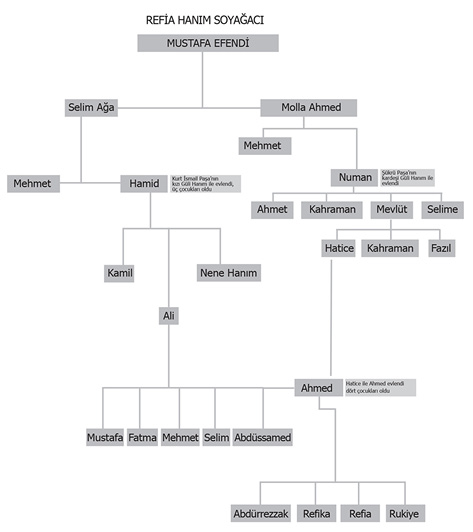 REFİA HANIM SOYAĞACI
MUSTAFA EFENDİ
Selim Ağa
Molla Ahmed
Mehmet
Mehmet
Hamid
Kurt İsmail Paşa'nın
kızı Gülî Hanım ile evlendi,
üç çocukları oldu
Numan
Şükrü Paşa'nın
kardeşi Gülî Hanım ile
evlendi
Ahmet
Kahraman
Mevlüt
Selime
Hatice
Kahraman
Fazıl
Kamil
Nene Hanım
Ali
Ahmed
Hatice ile Ahmed evlendi
dört çocukları oldu
Mustafa
Fatma
Mehmet
Selim
Abdüssamed
Abdürrezzak
Refika
Refia
Rukiye